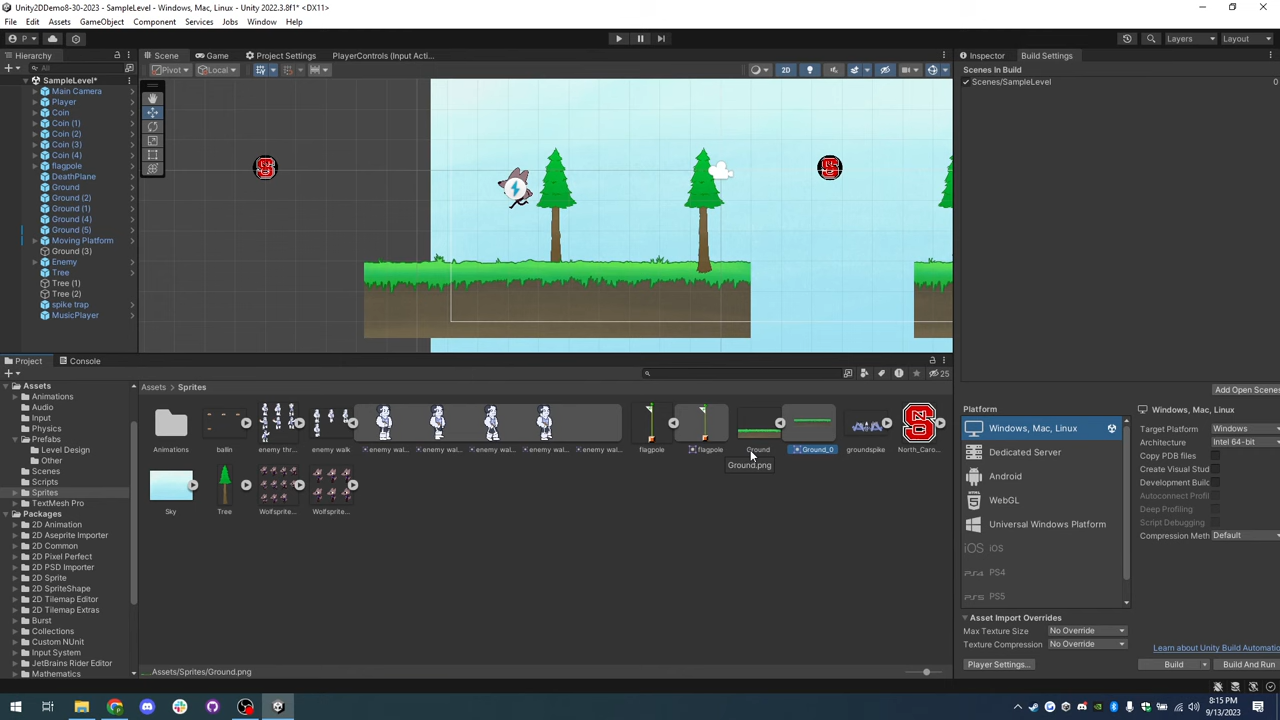 Unity2DDemo8-30-2023 - SampleLevel - Windows, Mac, Linux - Unity 2022.3.8f1* <DX11>
File Edit Assets GameObject Component Services Jobs Window Help
P Layers Layout
Hierarchy Scene Game Project Settings PlayerControls (Input Acti... Inspector Build Settings
All Pivot Local 2D
Scenes In Build
SampleLevel*
Scenes/SampleLevel 0
Main Camera
Player
Coin
Coin (1)
Coin (2)
Coin (3)
Coin (4)
flagpole
DeathPlane
Ground
Ground (2)
Ground (1)
Ground (4)
Ground (5)
Moving Platform
Ground (3)
Enemy
Tree
Tree (1)
Tree (2)
spike trap
MusicPlayer
Project Console
25
Assets
Animations
Audio
Input
Physics
Prefabs
Level Design
Other
Scenes
Scripts
Sprites
TextMesh Pro
Packages
2D Animation
2D Aseprite Importer
2D Common
2D Pixel Perfect
2D PSD Importer
2D Sprite
2D SpriteShape
2D Tilemap Editor
2D Tilemap Extras
Burst
Collections
Custom NUnit
Input System
JetBrains Rider Editor
Mathematics
Assets > Sprites
Animations ballin enemy thr... enemy walk enemy wal... enemy wal... enemy wal... enemy wal... enemy wal... flagpole flagpole Ground Ground_0 groundspike North_Caro...
Ground.png
Sky Tree Wolfsprite... Wolfsprite...
Assets/Sprites/Ground.png
Add Open Scenes
Platform
Windows, Mac, Linux
Dedicated Server
Android
WebGL
Universal Windows Platform
iOS iOS
PS4
PS5
Windows, Mac, Linux
Target Platform Windows
Architecture Intel 64-bit
Copy PDB files
Create Visual Stud
Development Build
Autoconnect Profil
Deep Profiling
Script Debugging
Compression Meth Default
Asset Import Overrides
Max Texture Size No Override
Texture Compression No Override
Learn about Unity Build Automatio
Player Settings... Build Build And Run
8:15 PM
9/13/2023